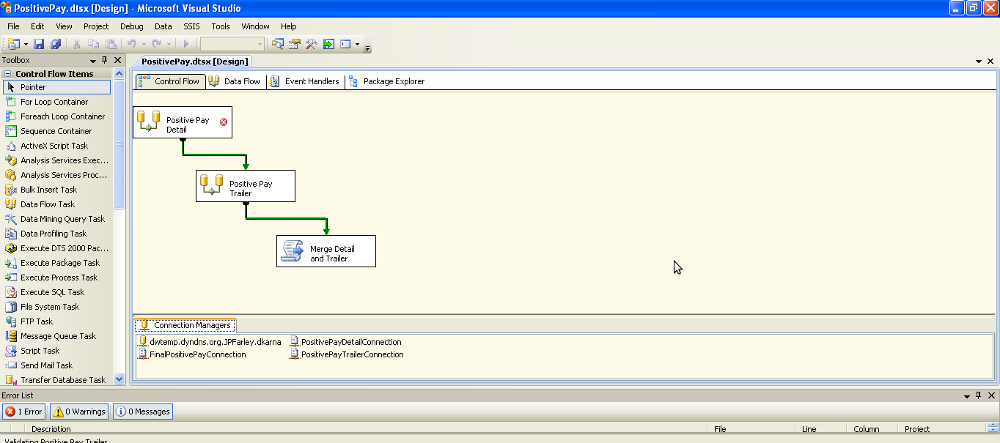 PositivePay.dtsx [Design] - Microsoft Visual Studio
File Edit View Project Debug Data SSIS Tools Window Help
Toolbox
PositivePay.dtsx [Design]
Control Flow Items
Pointer
For Loop Container
Foreach Loop Container
Sequence Container
ActiveX Script Task
Analysis Services Exec...
Analysis Services Proc...
Bulk Insert Task
Data Flow Task
Data Mining Query Task
Data Profiling Task
Execute DTS 2000 Pac...
Execute Package Task
Execute Process Task
Execute SQL Task
File System Task
FTP Task
Message Queue Task
Script Task
Send Mail Task
Transfer Database Task
Control Flow Data Flow Event Handlers Package Explorer
Positive Pay
Detail
Positive Pay
Trailer
Merge Detail
and Trailer
Connection Managers
dwtemp.dyndns.org.JPFarley.dkarna PositivePayDetailConnection
FinalPositivePayConnection PositivePayTrailerConnection
Error List
1 Error 0 Warnings 0 Messages
Description File Line Column Project
Validating Positive Pay Trailer